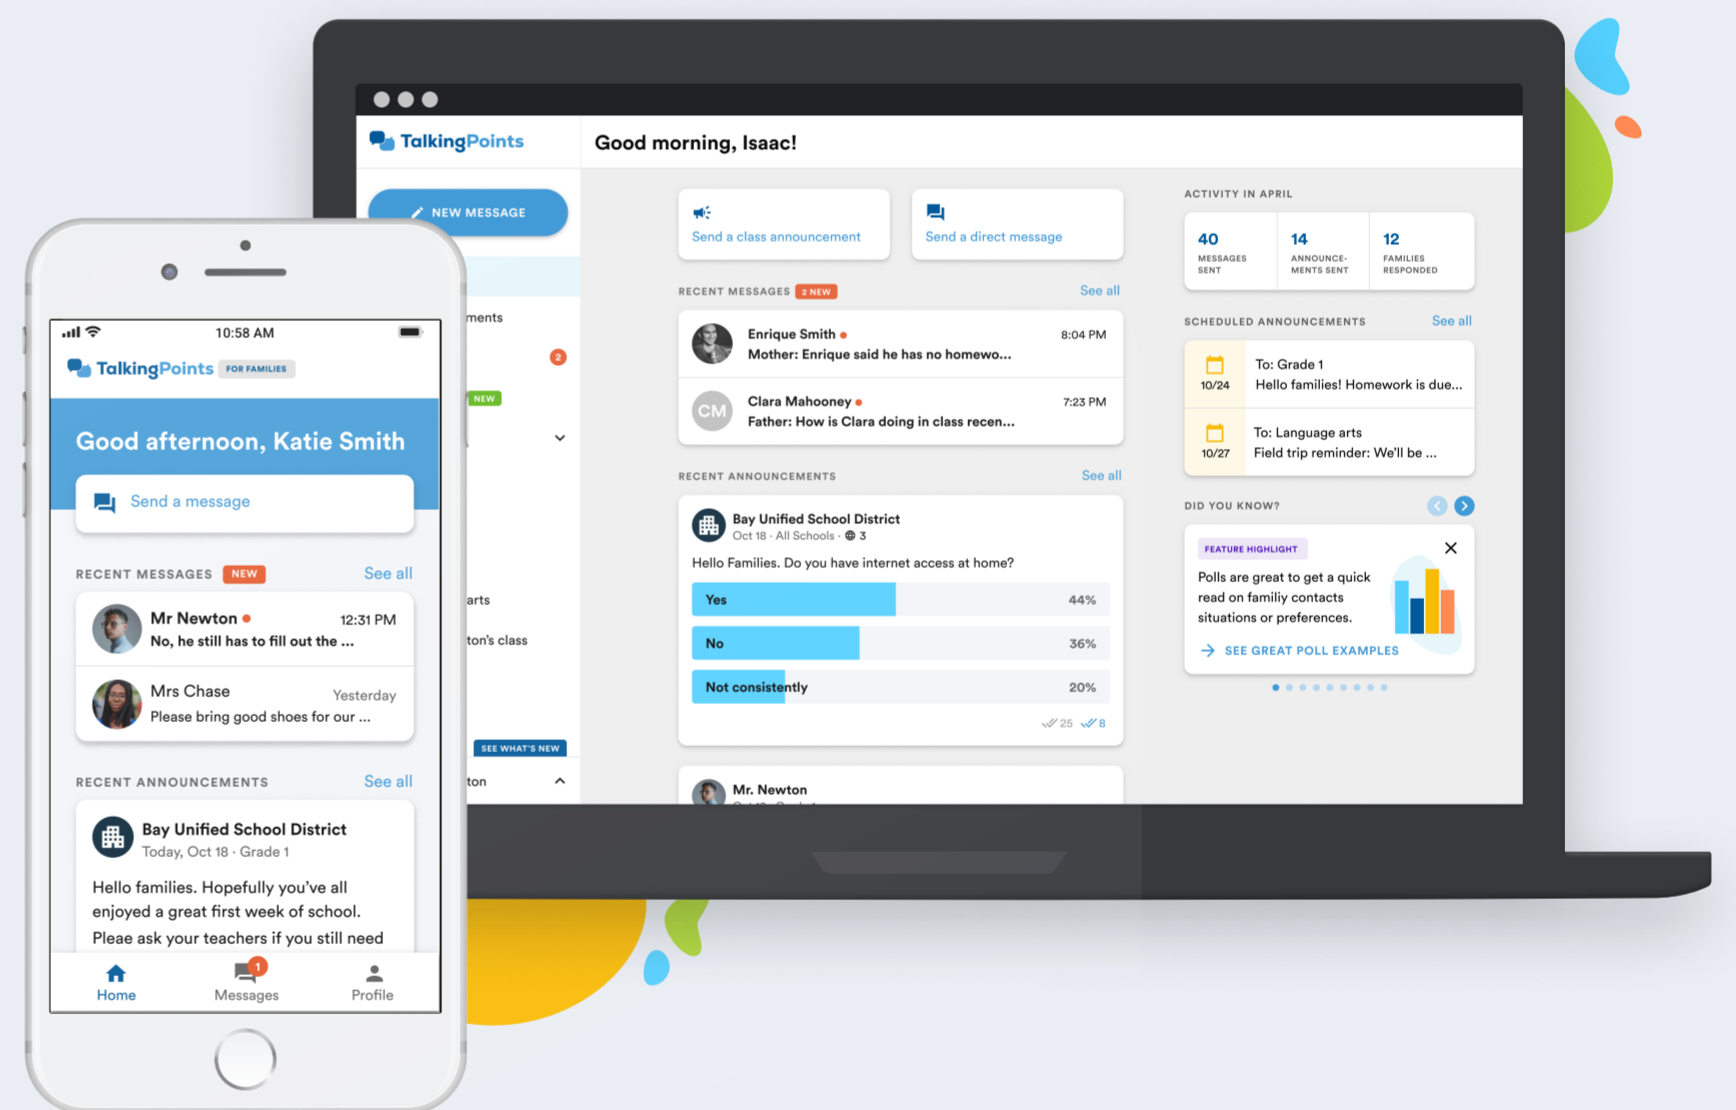 TalkingPoints
Good morning, Isaac!
NEW MESSAGE
ments
2
NEW
arts
ton's class
SEE WHAT'S NEW
ton
Send a class announcement
Send a direct message
RECENT MESSAGES 2 NEW See all
Enrique Smith 8:04 PM
Mother: Enrique said he has no homewo...
CM
Clara Mahooney 7:23 PM
Father: How is Clara doing in class recen...
RECENT ANNOUNCEMENTS See all
Bay Unified School District
Oct 18 · All Schools · 3
Hello Families. Do you have internet access at home?
Yes 44%
No 36%
Not consistently 20%
25 8
Mr. Newton
ACTIVITY IN APRIL
40 MESSAGES SENT
14 ANNOUNCE-MENTS SENT
12 FAMILIES RESPONDED
SCHEDULED ANNOUNCEMENTS See all
10/24
To: Grade 1
Hello families! Homework is due...
10/27
To: Language arts
Field trip reminder: We'll be ...
DID YOU KNOW?
FEATURE HIGHLIGHT
Polls are great to get a quick
read on familiy contacts
situations or preferences.
SEE GREAT POLL EXAMPLES
10:58 AM
TalkingPoints FOR FAMILIES
Good afternoon, Katie Smith
Send a message
RECENT MESSAGES NEW See all
Mr Newton 12:31 PM
No, he still has to fill out the ...
Mrs Chase Yesterday
Please bring good shoes for our ...
RECENT ANNOUNCEMENTS See all
Bay Unified School District
Today, Oct 18 · Grade 1
Hello families. Hopefully you've all
enjoyed a great first week of school.
Pleae ask your teachers if you still need
1
Home Messages Profile